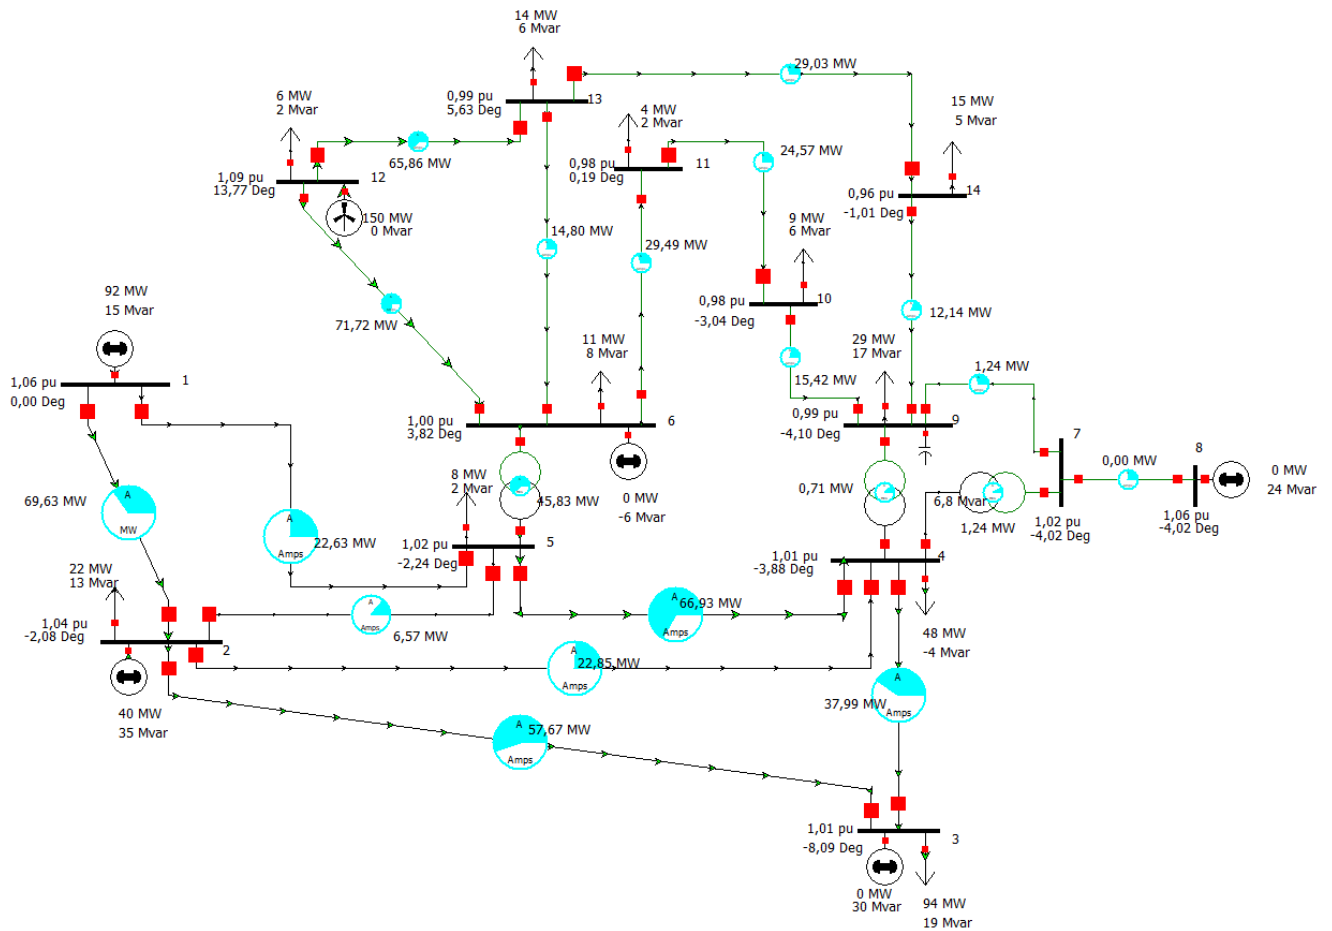 14 MW
6 Mvar
29,03 MW
0,99 pu
5,63 Deg
13
6 MW
2 Mvar
15 MW
5 Mvar
4 MW
2 Mvar
65,86 MW
24,57 MW
11
0,98 pu
0,19 Deg
1,09 pu
13,77 Deg
12
14
0,96 pu
-1,01 Deg
150 MW
0 Mvar
9 MW
6 Mvar
14,80 MW
29,49 MW
92 MW
15 Mvar
10
0,98 pu
-3,04 Deg
12,14 MW
71,72 MW
11 MW
8 Mvar
29 MW
17 Mvar
1,24 MW
15,42 MW
1
1,06 pu
0,00 Deg
1,00 pu
3,82 Deg
6
0,99 pu
-4,10 Deg
9
7
8
0,00 MW
0 MW
24 Mvar
8 MW
2 Mvar
45,83 MW
0 MW
-6 Mvar
0,71 MW
6,8 Mvar
1,24 MW
1,02 pu
-4,02 Deg
1,06 pu
-4,02 Deg
69,63 MW
A
MW
A
22,63 MW
Amps
1,02 pu
-2,24 Deg
5
1,01 pu
-3,88 Deg
4
22 MW
13 Mvar
A
Amps
6,57 MW
A
66,93 MW
Amps
1,04 pu
-2,08 Deg
2
48 MW
-4 Mvar
A
22,85 MW
Amps
A
37,99 MW
Amps
40 MW
35 Mvar
A
57,67 MW
Amps
1,01 pu
-8,09 Deg
3
0 MW
30 Mvar
94 MW
19 Mvar